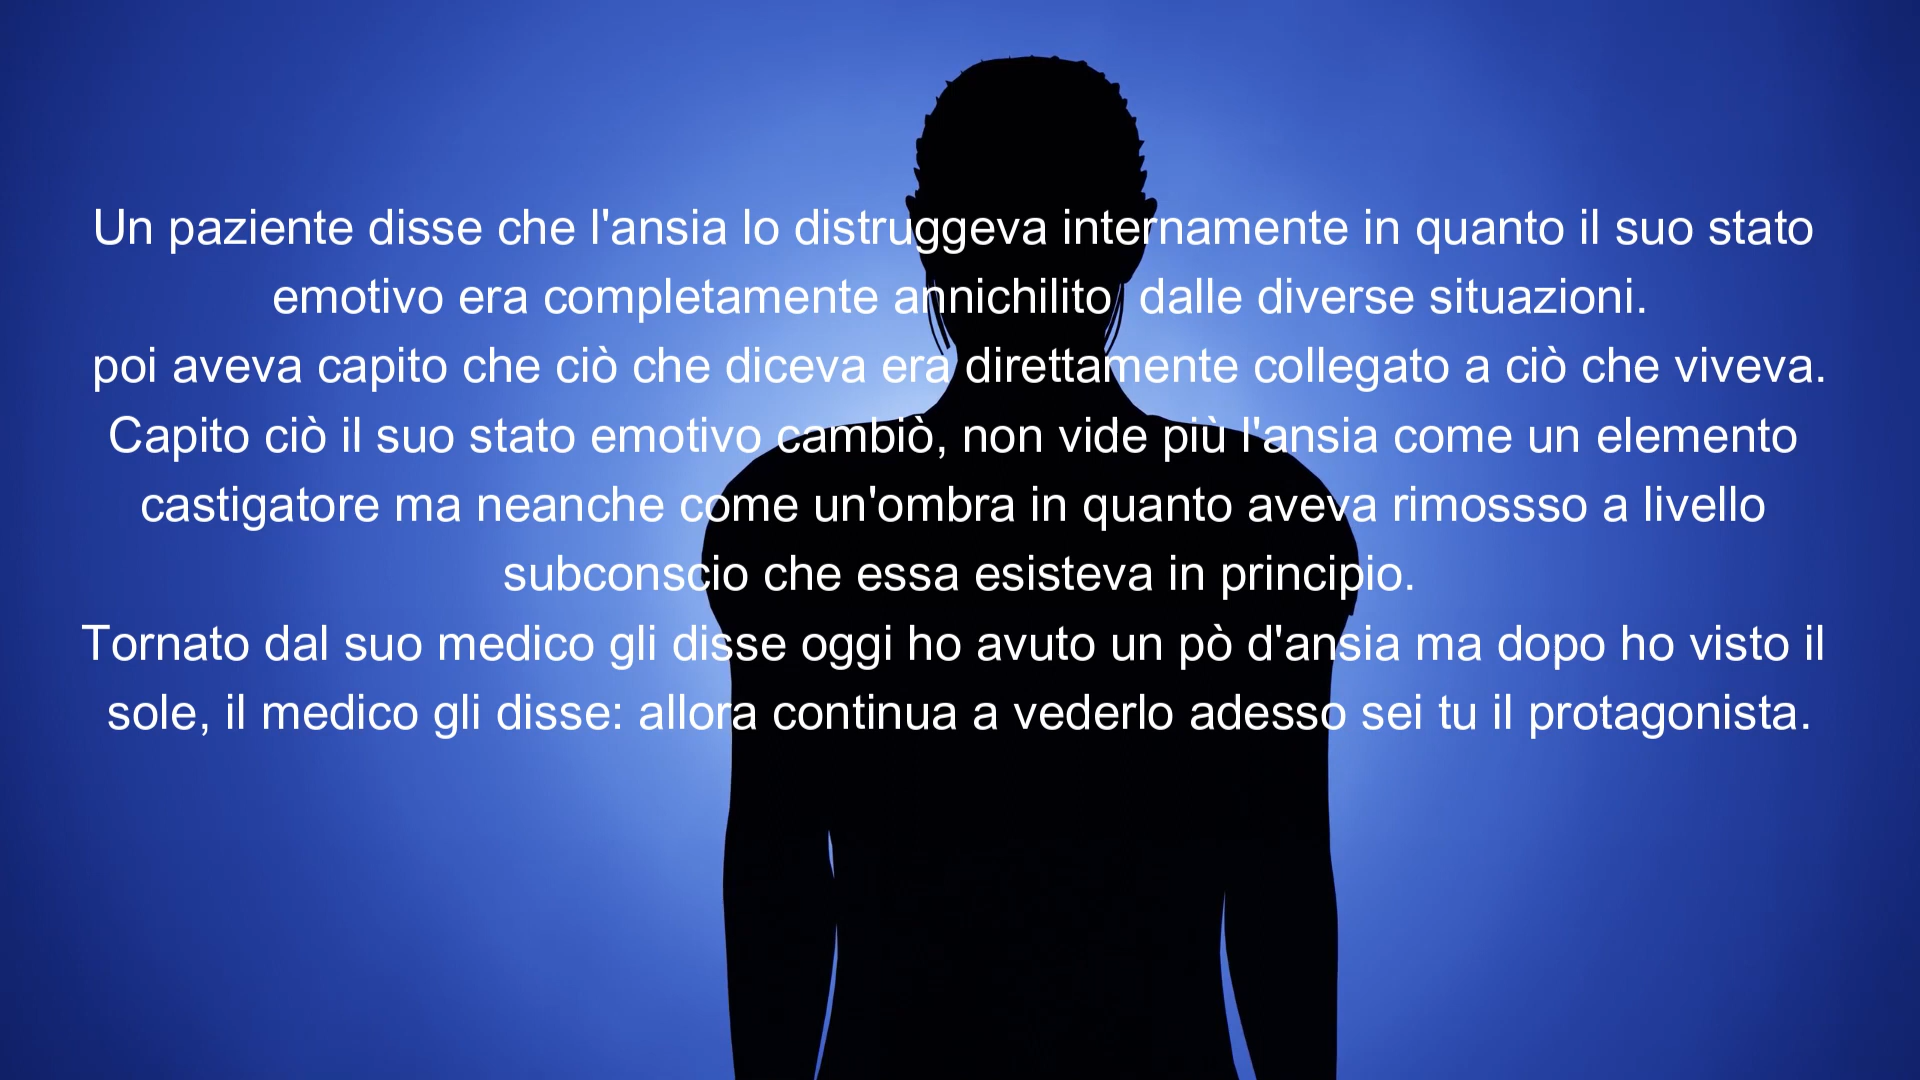 Un paziente disse che l'ansia lo distruggeva internamente in quanto il suo stato
emotivo era completamente annichilito  dalle diverse situazioni.
poi aveva capito che ciò che diceva era direttamente collegato a ciò che viveva.
Capito ciò il suo stato emotivo cambiò, non vide più l'ansia come un elemento
castigatore ma neanche come un'ombra in quanto aveva rimossso a livello
subconscio che essa esisteva in principio.
Tornato dal suo medico gli disse oggi ho avuto un pò d'ansia ma dopo ho visto il
sole, il medico gli disse: allora continua a vederlo adesso sei tu il protagonista.